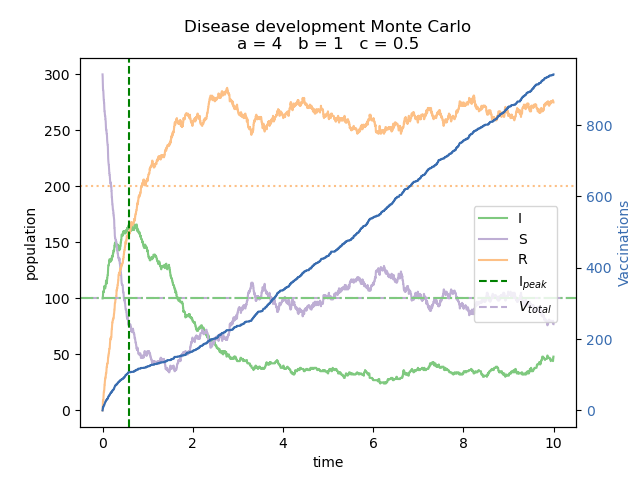 Disease development Monte Carlo
a = 4 b = 1 c = 0.5
population
300
250
200
150
100
50
0
0 2 4 6 8 10
time
800
600
400
200
0
Vaccinations
I
S
R
I_peak
V_total